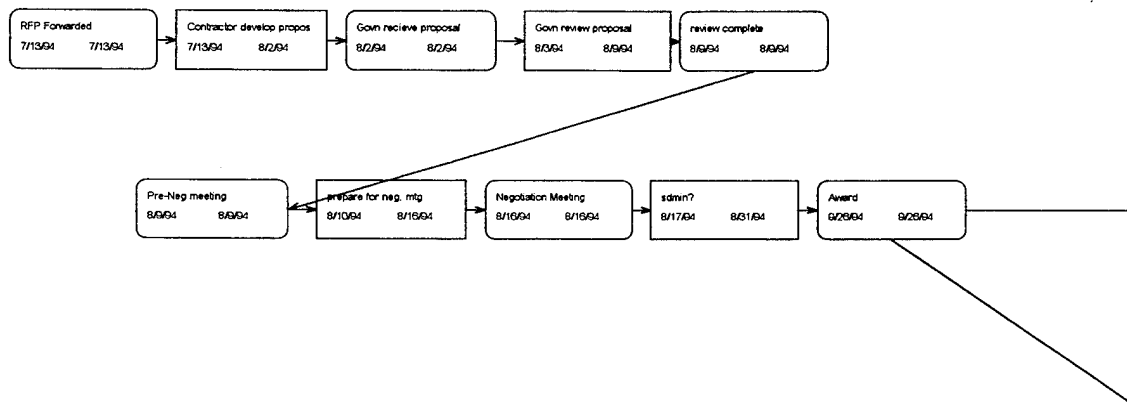 RFP Forwarded
7/13/94 7/13/94
Contractor develop propos
7/13/94 8/2/94
Govn recieve proposal
8/2/94 8/2/94
Govn review proposal
8/3/94 8/9/94
review complete
8/9/94 8/9/94
Pre-Neg meeting
8/9/94 8/9/94
prepare for neg. mtg
8/10/94 8/16/94
Negotiation Meeting
8/16/94 8/16/94
admin?
8/17/94 8/31/94
Award
9/26/94 9/26/94